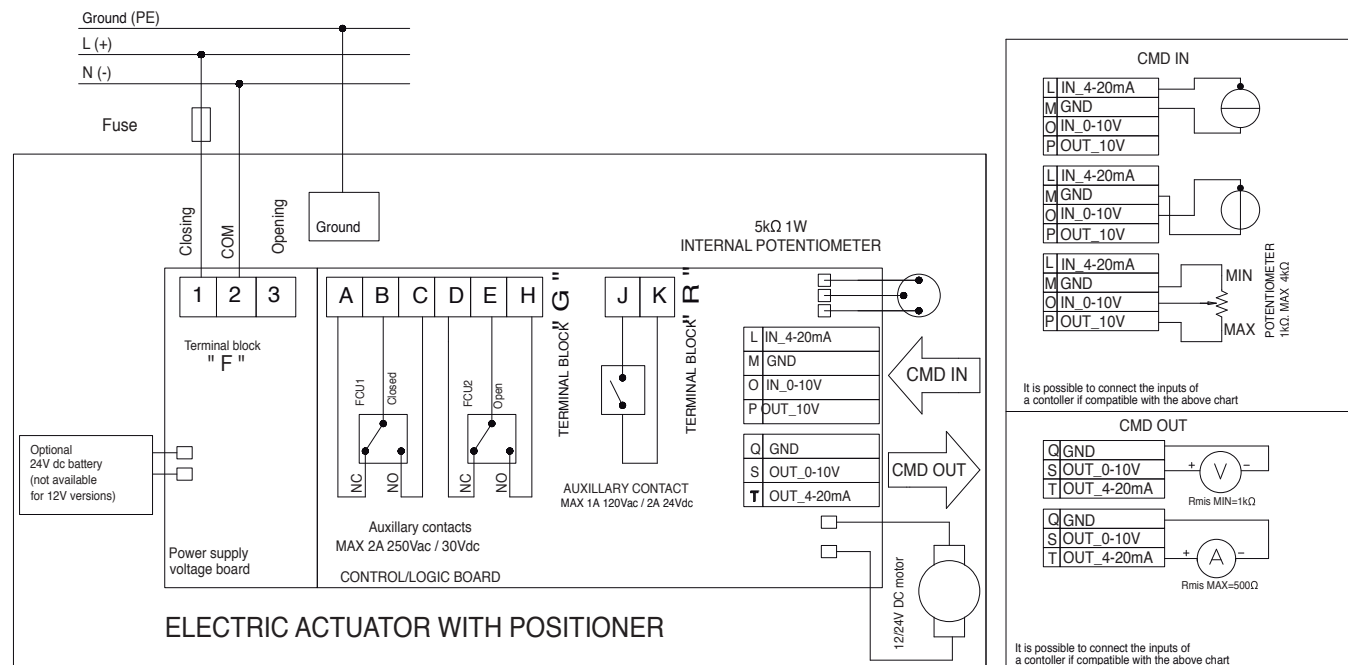 Ground (PE)
L (+)
N (-)
Fuse
Closing
COM
Opening
Ground
1 2 3
Terminal block
" F "
Optional
24V dc battery
(not available
for 12V versions)
Power supply
voltage board
A B C D E H
TERMINAL BLOCK "G"
FCU1
Closed
FCU2
Open
NC
NO
NC
NO
Auxillary contacts
MAX 2A 250Vac / 30Vdc
CONTROL/LOGIC BOARD
J K
TERMINAL BLOCK "R"
AUXILLARY CONTACT
MAX 1A 120Vac / 2A 24Vdc
5kΩ 1W
INTERNAL POTENTIOMETER
L IN_4-20mA
M GND
O IN_0-10V
P OUT_10V
CMD IN
Q GND
S OUT_0-10V
T OUT_4-20mA
CMD OUT
12/24V DC motor
ELECTRIC ACTUATOR WITH POSITIONER
CMD IN
L IN_4-20mA
M GND
O IN_0-10V
P OUT_10V
L IN_4-20mA
M GND
O IN_0-10V
P OUT_10V
L IN_4-20mA
M GND
O IN_0-10V
P OUT_10V
MIN
MAX
POTENTIOMETER
1kΩ. MAX 4kΩ
It is possible to connect the inputs of
a contoller if compatible with the above chart
CMD OUT
Q GND
S OUT_0-10V
T OUT_4-20mA
+ V -
Rmis MIN=1kΩ
Q GND
S OUT_0-10V
T OUT_4-20mA
+ A -
Rmis MAX=500Ω
It is possible to connect the inputs of
a contoller if compatible with the above chart